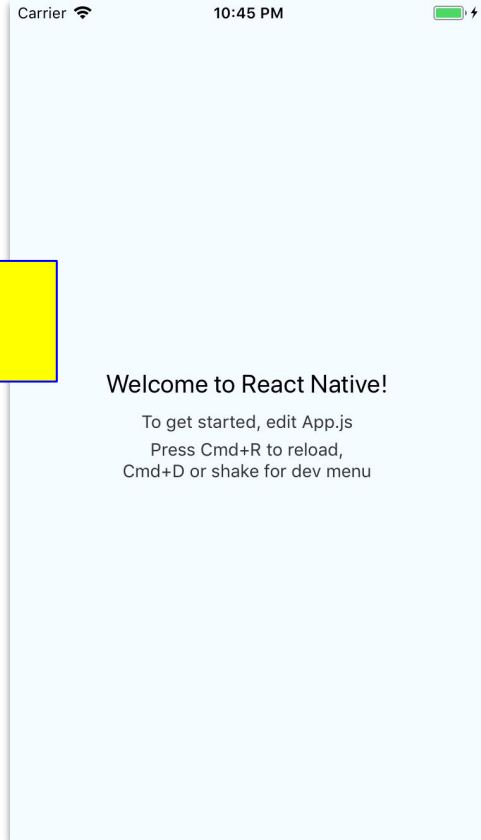 Carrier
10:45 PM
Welcome to React Native!
To get started, edit App.js
Press Cmd+R to reload,
Cmd+D or shake for dev menu